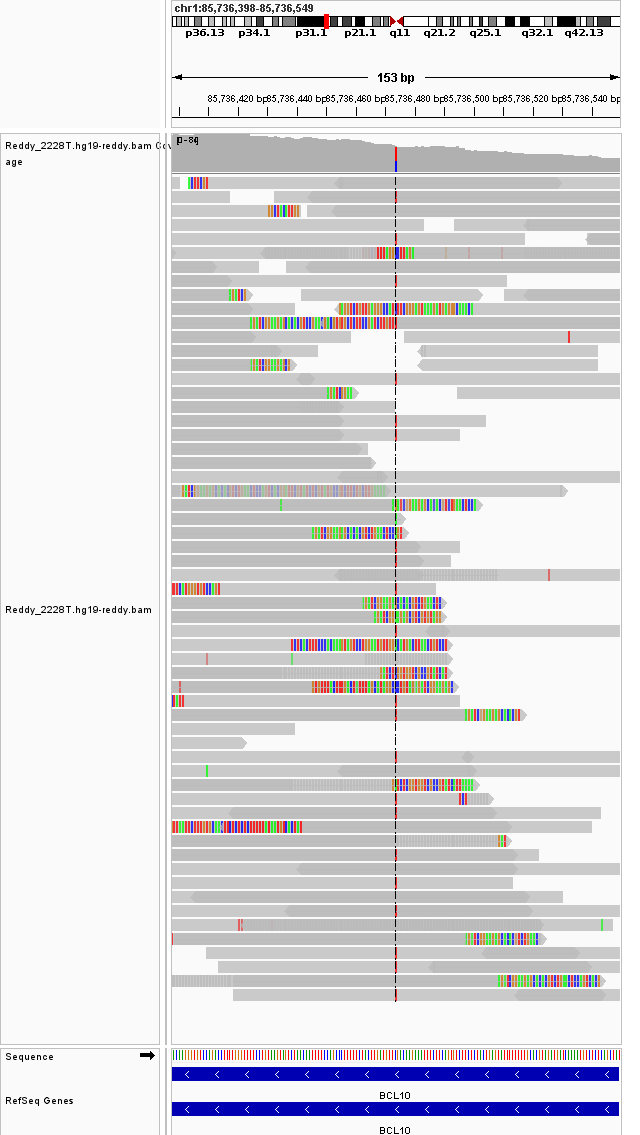 chr1:85,736,398-85,736,549
p36.13 p34.1 p31.1 p21.1 q11 q21.2 q25.1 q32.1 q42.13
153 bp
85,736,420 bp 85,736,440 bp 85,736,460 bp 85,736,480 bp 85,736,500 bp 85,736,520 bp 85,736,540 bp
Reddy_2228T.hg19-reddy.bam Cov
age
Reddy_2228T.hg19-reddy.bam
Sequence
BCL10
RefSeq Genes
BCL10